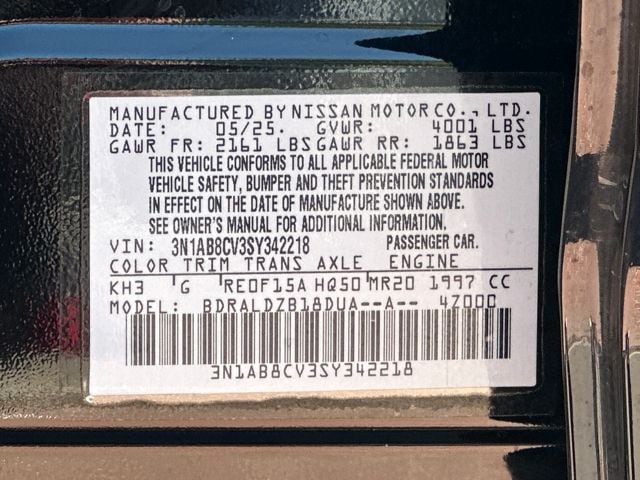 MANUFACTURED BY NISSAN MOTOR CO., LTD.
DATE: 05/25. GVWR: 4001 LBS
GAWR FR: 2161 LBS GAWR RR: 1863 LBS
THIS VEHICLE CONFORMS TO ALL APPLICABLE FEDERAL MOTOR
VEHICLE SAFETY, BUMPER AND THEFT PREVENTION STANDARDS
IN EFFECT ON THE DATE OF MANUFACTURE SHOWN ABOVE.
SEE OWNER'S MANUAL FOR ADDITIONAL INFORMATION.
VIN: 3N1AB8CV3SY342218 PASSENGER CAR.
COLOR TRIM TRANS AXLE ENGINE
KH3 G RE0F15A HQ50 MR20 1997 CC
MODEL: BDRALDZB18DUA--A-- 4Z000
3N1AB8CV3SY342218